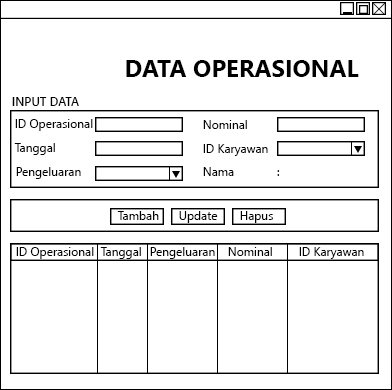 DATA OPERASIONAL
INPUT DATA
ID Operasional Nominal
Tanggal ID Karyawan
Pengeluaran Nama :
Tambah Update Hapus
ID Operasional Tanggal Pengeluaran Nominal ID Karyawan